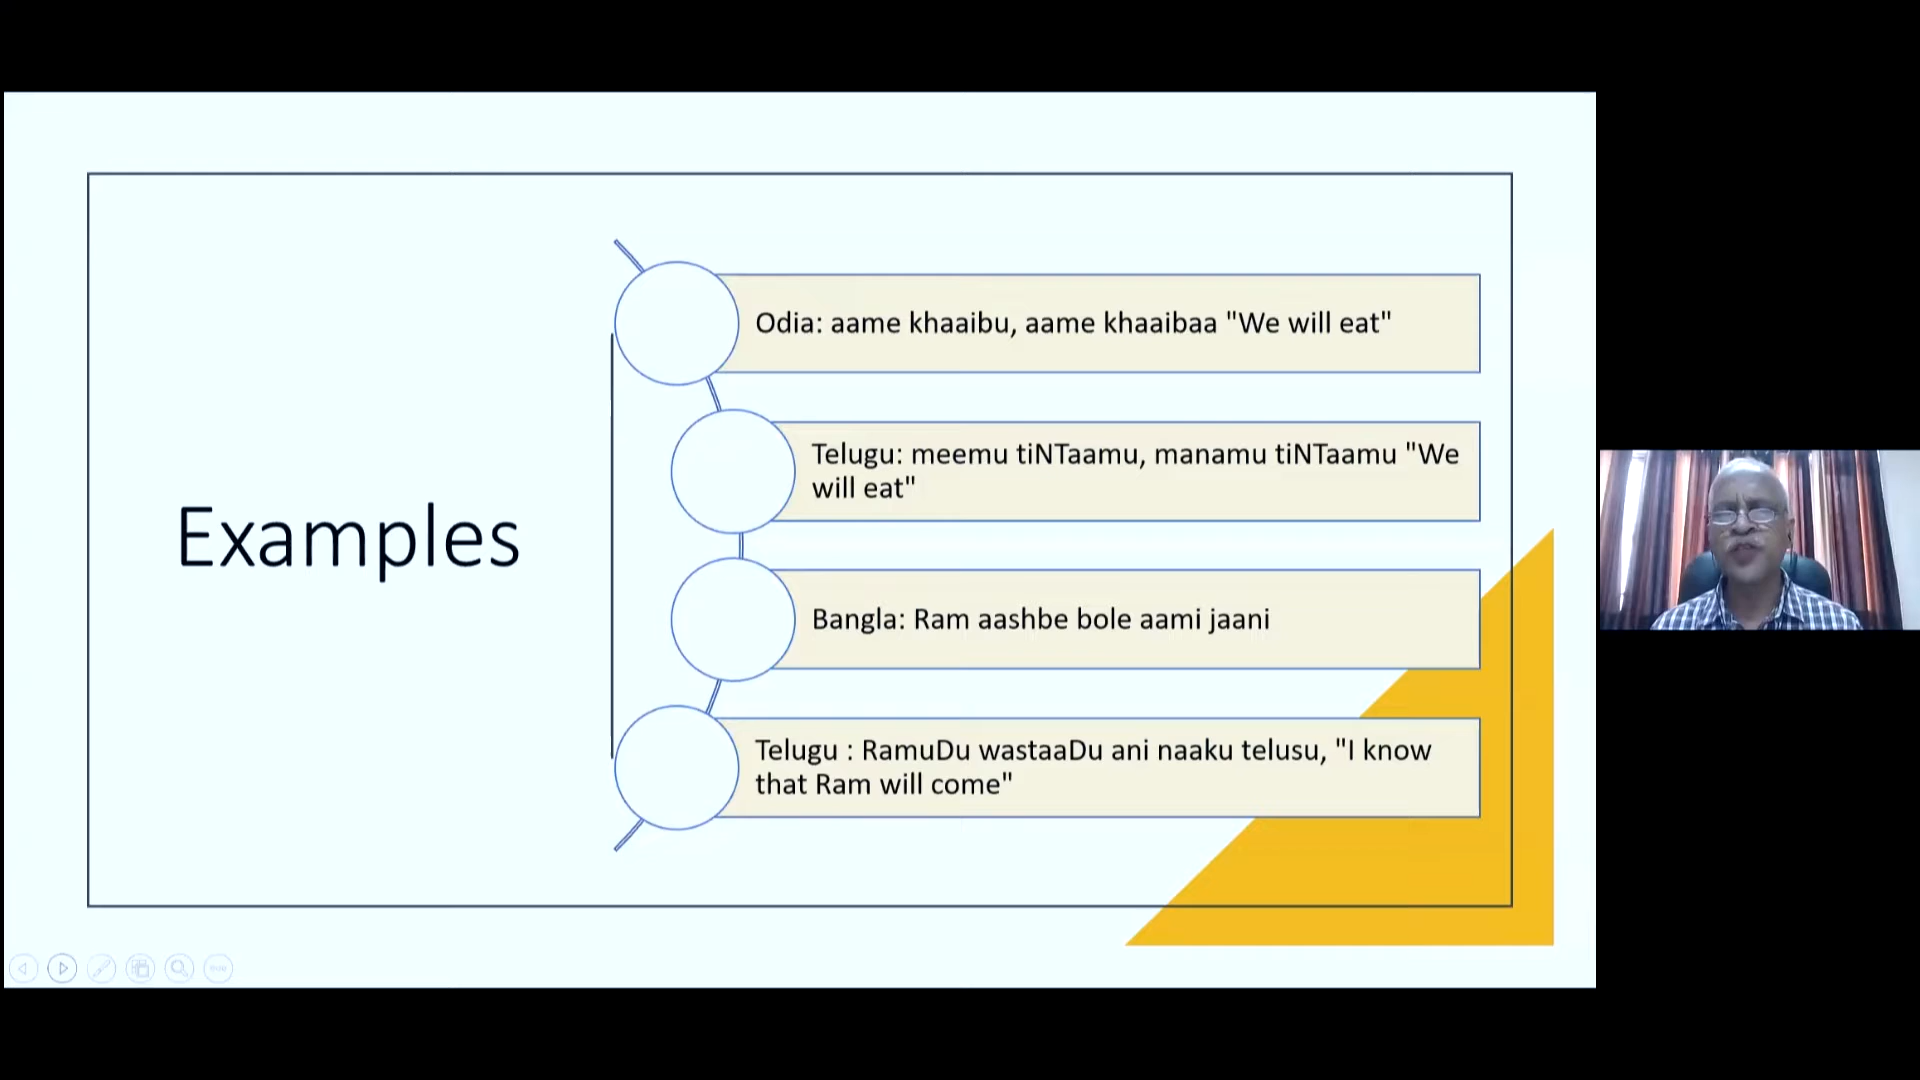 Examples
Odia: aame khaaibu, aame khaaibaa "We will eat"
Telugu: meemu tiNTaamu, manamu tiNTaamu "We
will eat"
Bangla: Ram aashbe bole aami jaani
Telugu : RamuDu wastaaDu ani naaku telusu, "I know
that Ram will come"